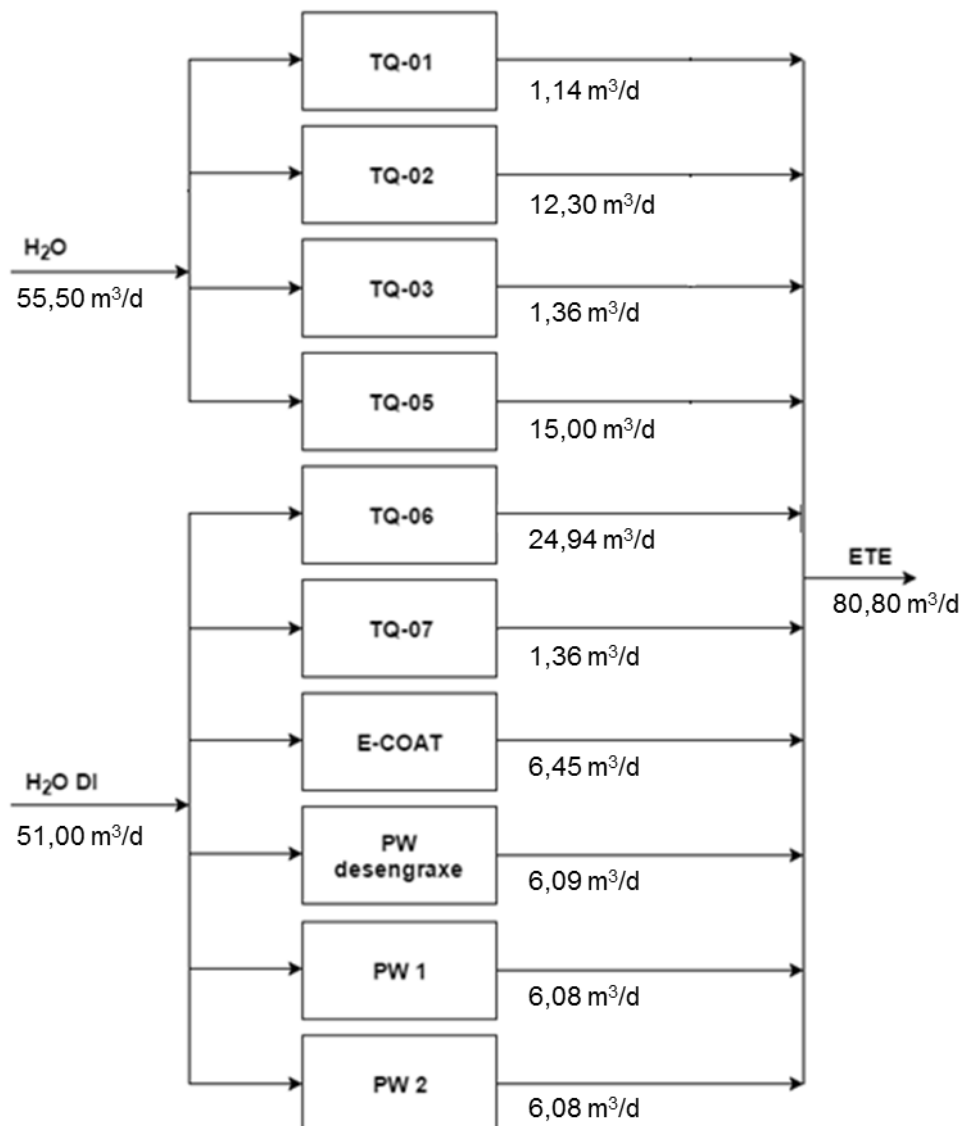 TQ-01
1,14 m³/d
TQ-02
12,30 m³/d
H₂O
55,50 m³/d
TQ-03
1,36 m³/d
TQ-05
15,00 m³/d
TQ-06
24,94 m³/d
ETE
80,80 m³/d
TQ-07
1,36 m³/d
E-COAT
6,45 m³/d
H₂O DI
51,00 m³/d
PW
desengraxe
6,09 m³/d
PW 1
6,08 m³/d
PW 2
6,08 m³/d